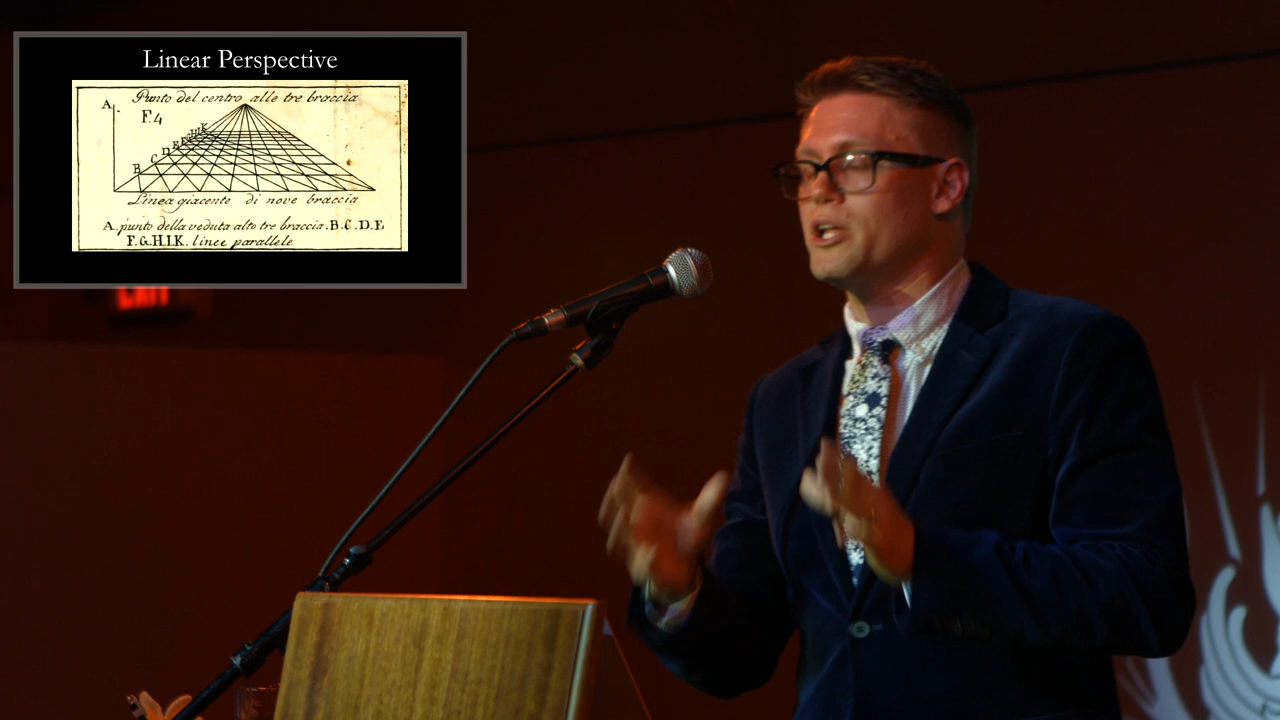 Linear Perspective
Punto del centro alle tre braccia
A.
F.4
B C D E F G H I K
Linea giacente di nove braccia
A. punto della veduta alto tre braccia. B.C.D.E
F.G.H.I.K. linee parallele
EXIT